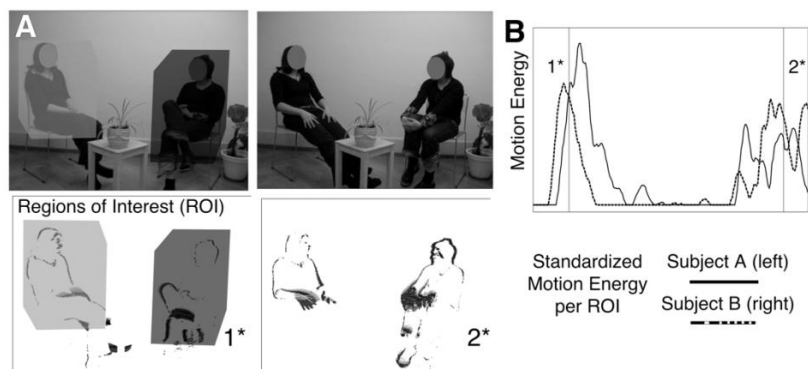 A
Regions of Interest (ROI)
1*
2*
B
Motion Energy
1*
2*
Standardized
Motion Energy
per ROI
Subject A (left)
Subject B (right)